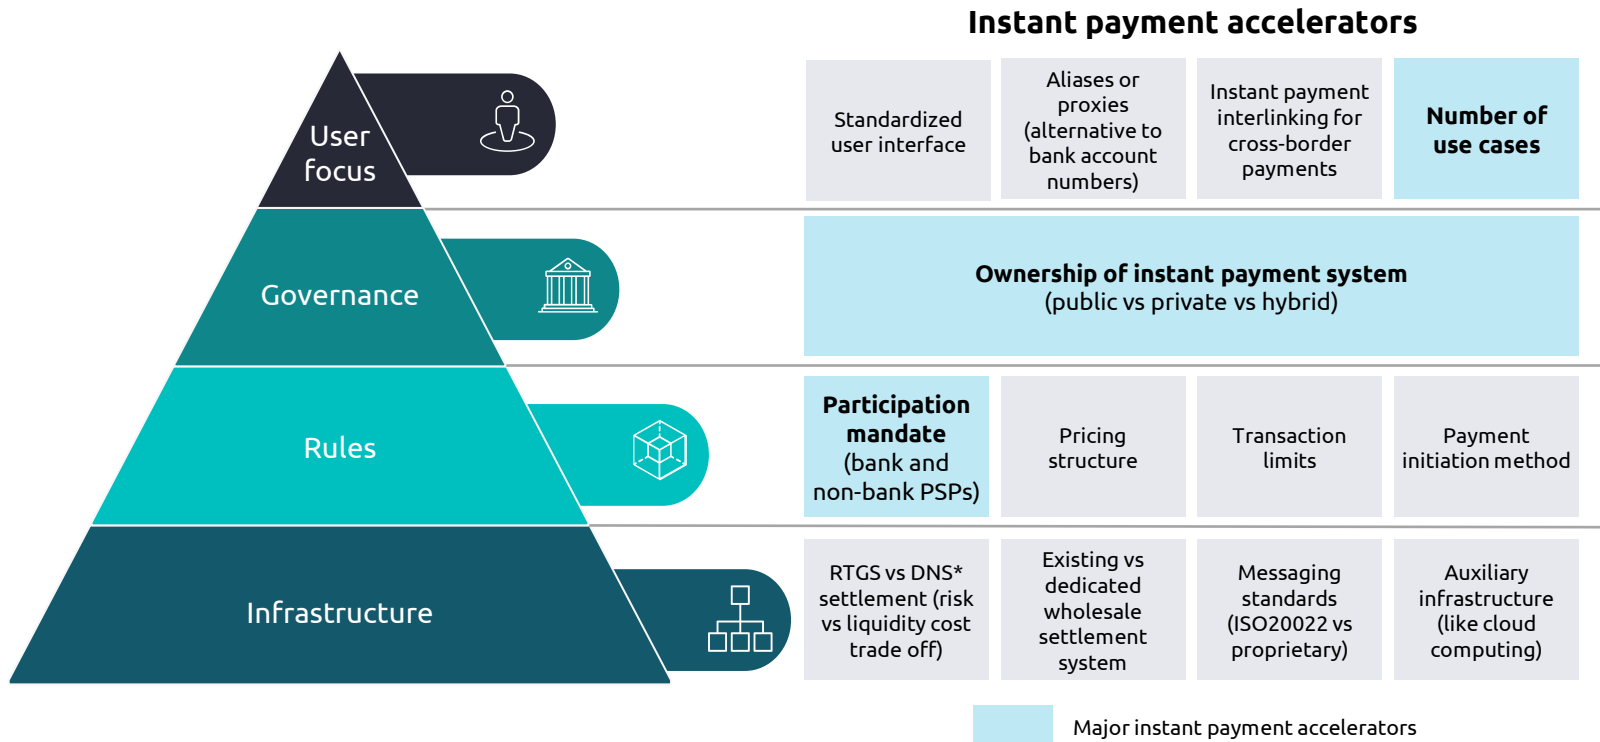 Instant payment accelerators
User
focus
Standardized
user interface
Aliases or
proxies
(alternative to
bank account
numbers)
Instant payment
interlinking for
cross-border
payments
Number of
use cases
Governance
Ownership of instant payment system
(public vs private vs hybrid)
Rules
Participation
mandate
(bank and
non-bank PSPs)
Pricing
structure
Transaction
limits
Payment
initiation method
Infrastructure
RTGS vs DNS*
settlement (risk
vs liquidity cost
trade off)
Existing vs
dedicated
wholesale
settlement
system
Messaging
standards
(ISO20022 vs
proprietary)
Auxiliary
infrastructure
(like cloud
computing)
Major instant payment accelerators